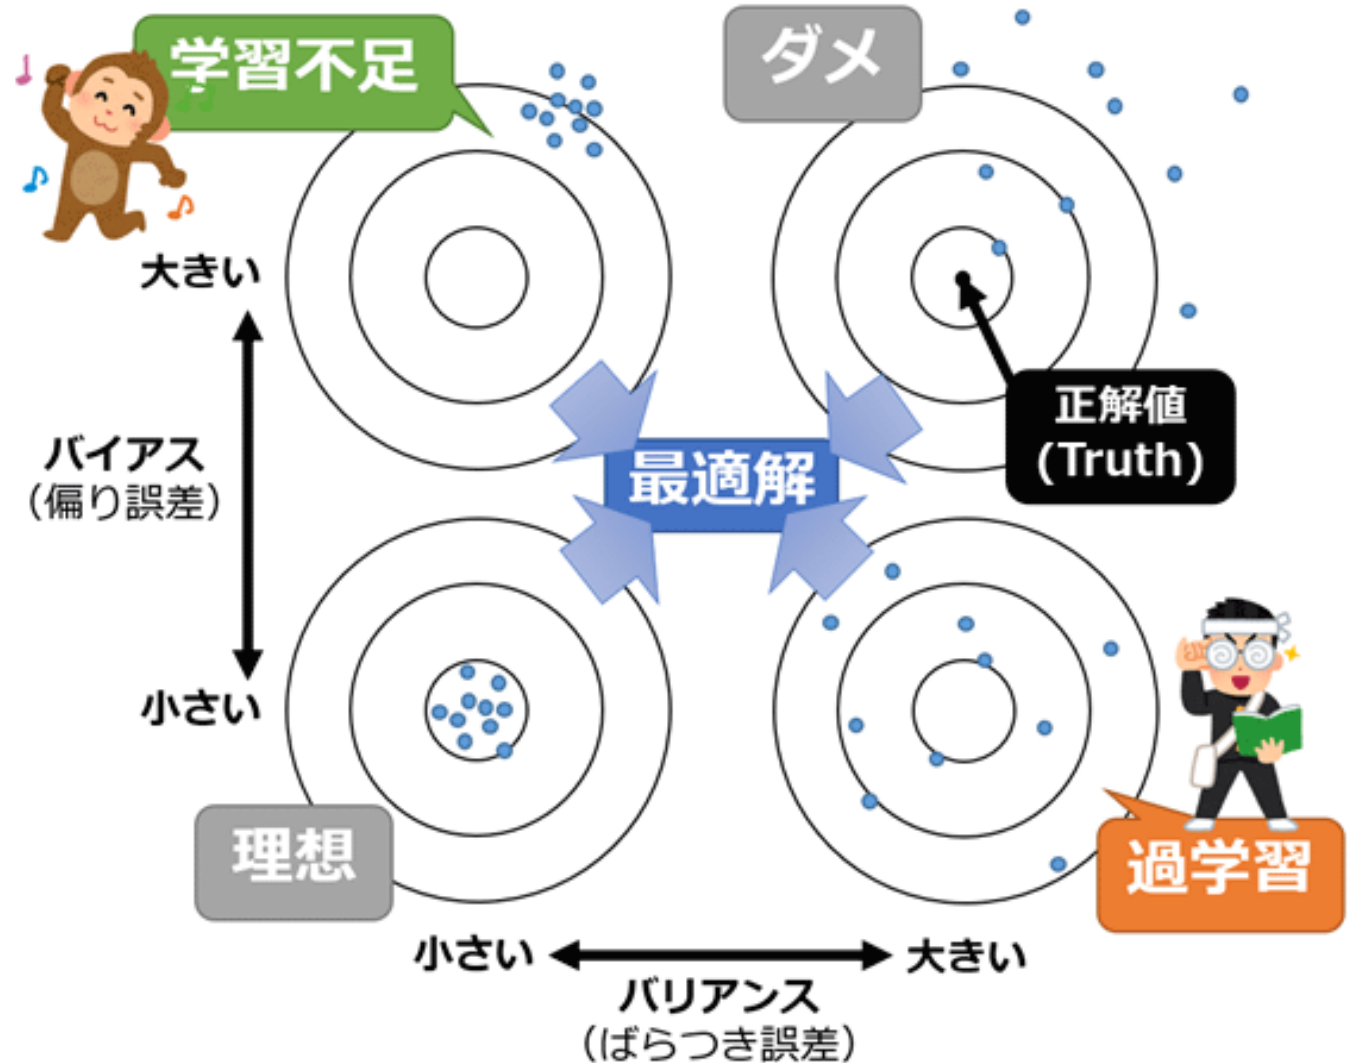 学習不足
ダメ
大きい
正解値
(Truth)
バイアス
（偏り誤差）
最適解
小さい
理想
過学習
小さい
大きい
バリアンス
（ばらつき誤差）